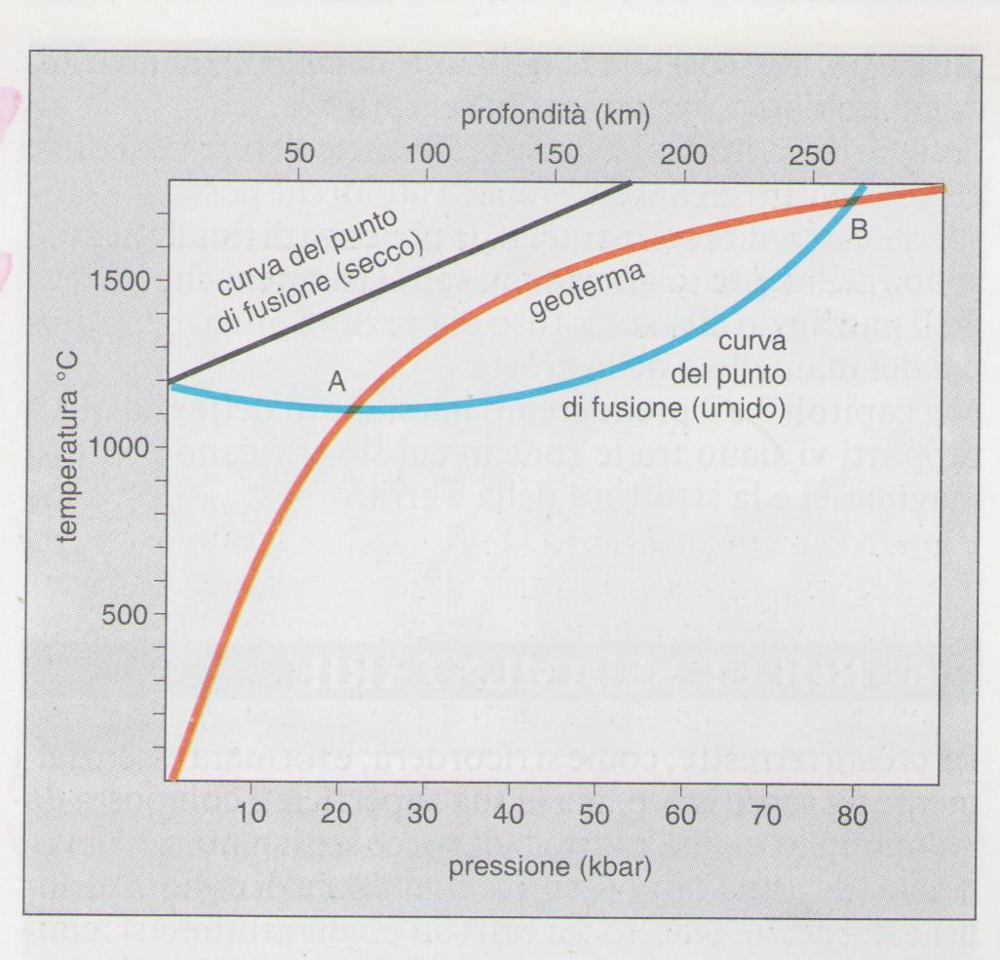 profondità (km)
50 100 150 200 250
curva del punto
di fusione (secco)
B
1500
geoterma
curva
del punto
di fusione (umido)
A
temperatura °C
1000
500
10 20 30 40 50 60 70 80
pressione (kbar)